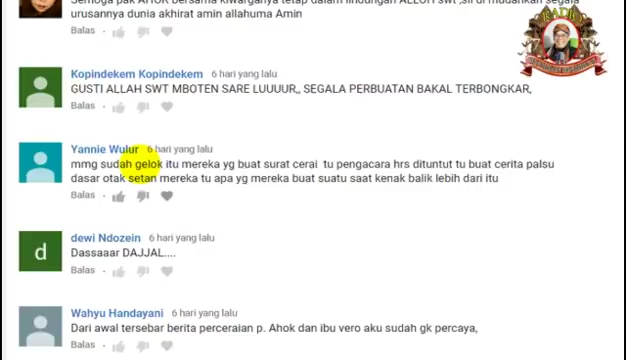 Semoga pak AHOK bersama kiwarganya tetap dalam lindungan ALLOH swt ,sll di mudahkan segala
urusannya dunia akhirat amin allahuma Amin
Balas
Kopindekem Kopindekem 6 hari yang lalu
GUSTI ALLAH SWT MBOTEN SARE LUUUUR,, SEGALA PERBUATAN BAKAL TERBONGKAR,
Balas
Yannie Wulur 6 hari yang lalu
mmg sudah gelok itu mereka yg buat surat cerai tu pengacara hrs dituntut tu buat cerita palsu
dasar otak setan mereka tu apa yg mereka buat suatu saat kenak balik lebih dari itu
Balas
d
dewi Ndozein 6 hari yang lalu
Dassaaar DAJJAL....
Balas
Wahyu Handayani 6 hari yang lalu
Dari awal tersebar berita perceraian p. Ahok dan ibu vero aku sudah gk percaya,
Balas